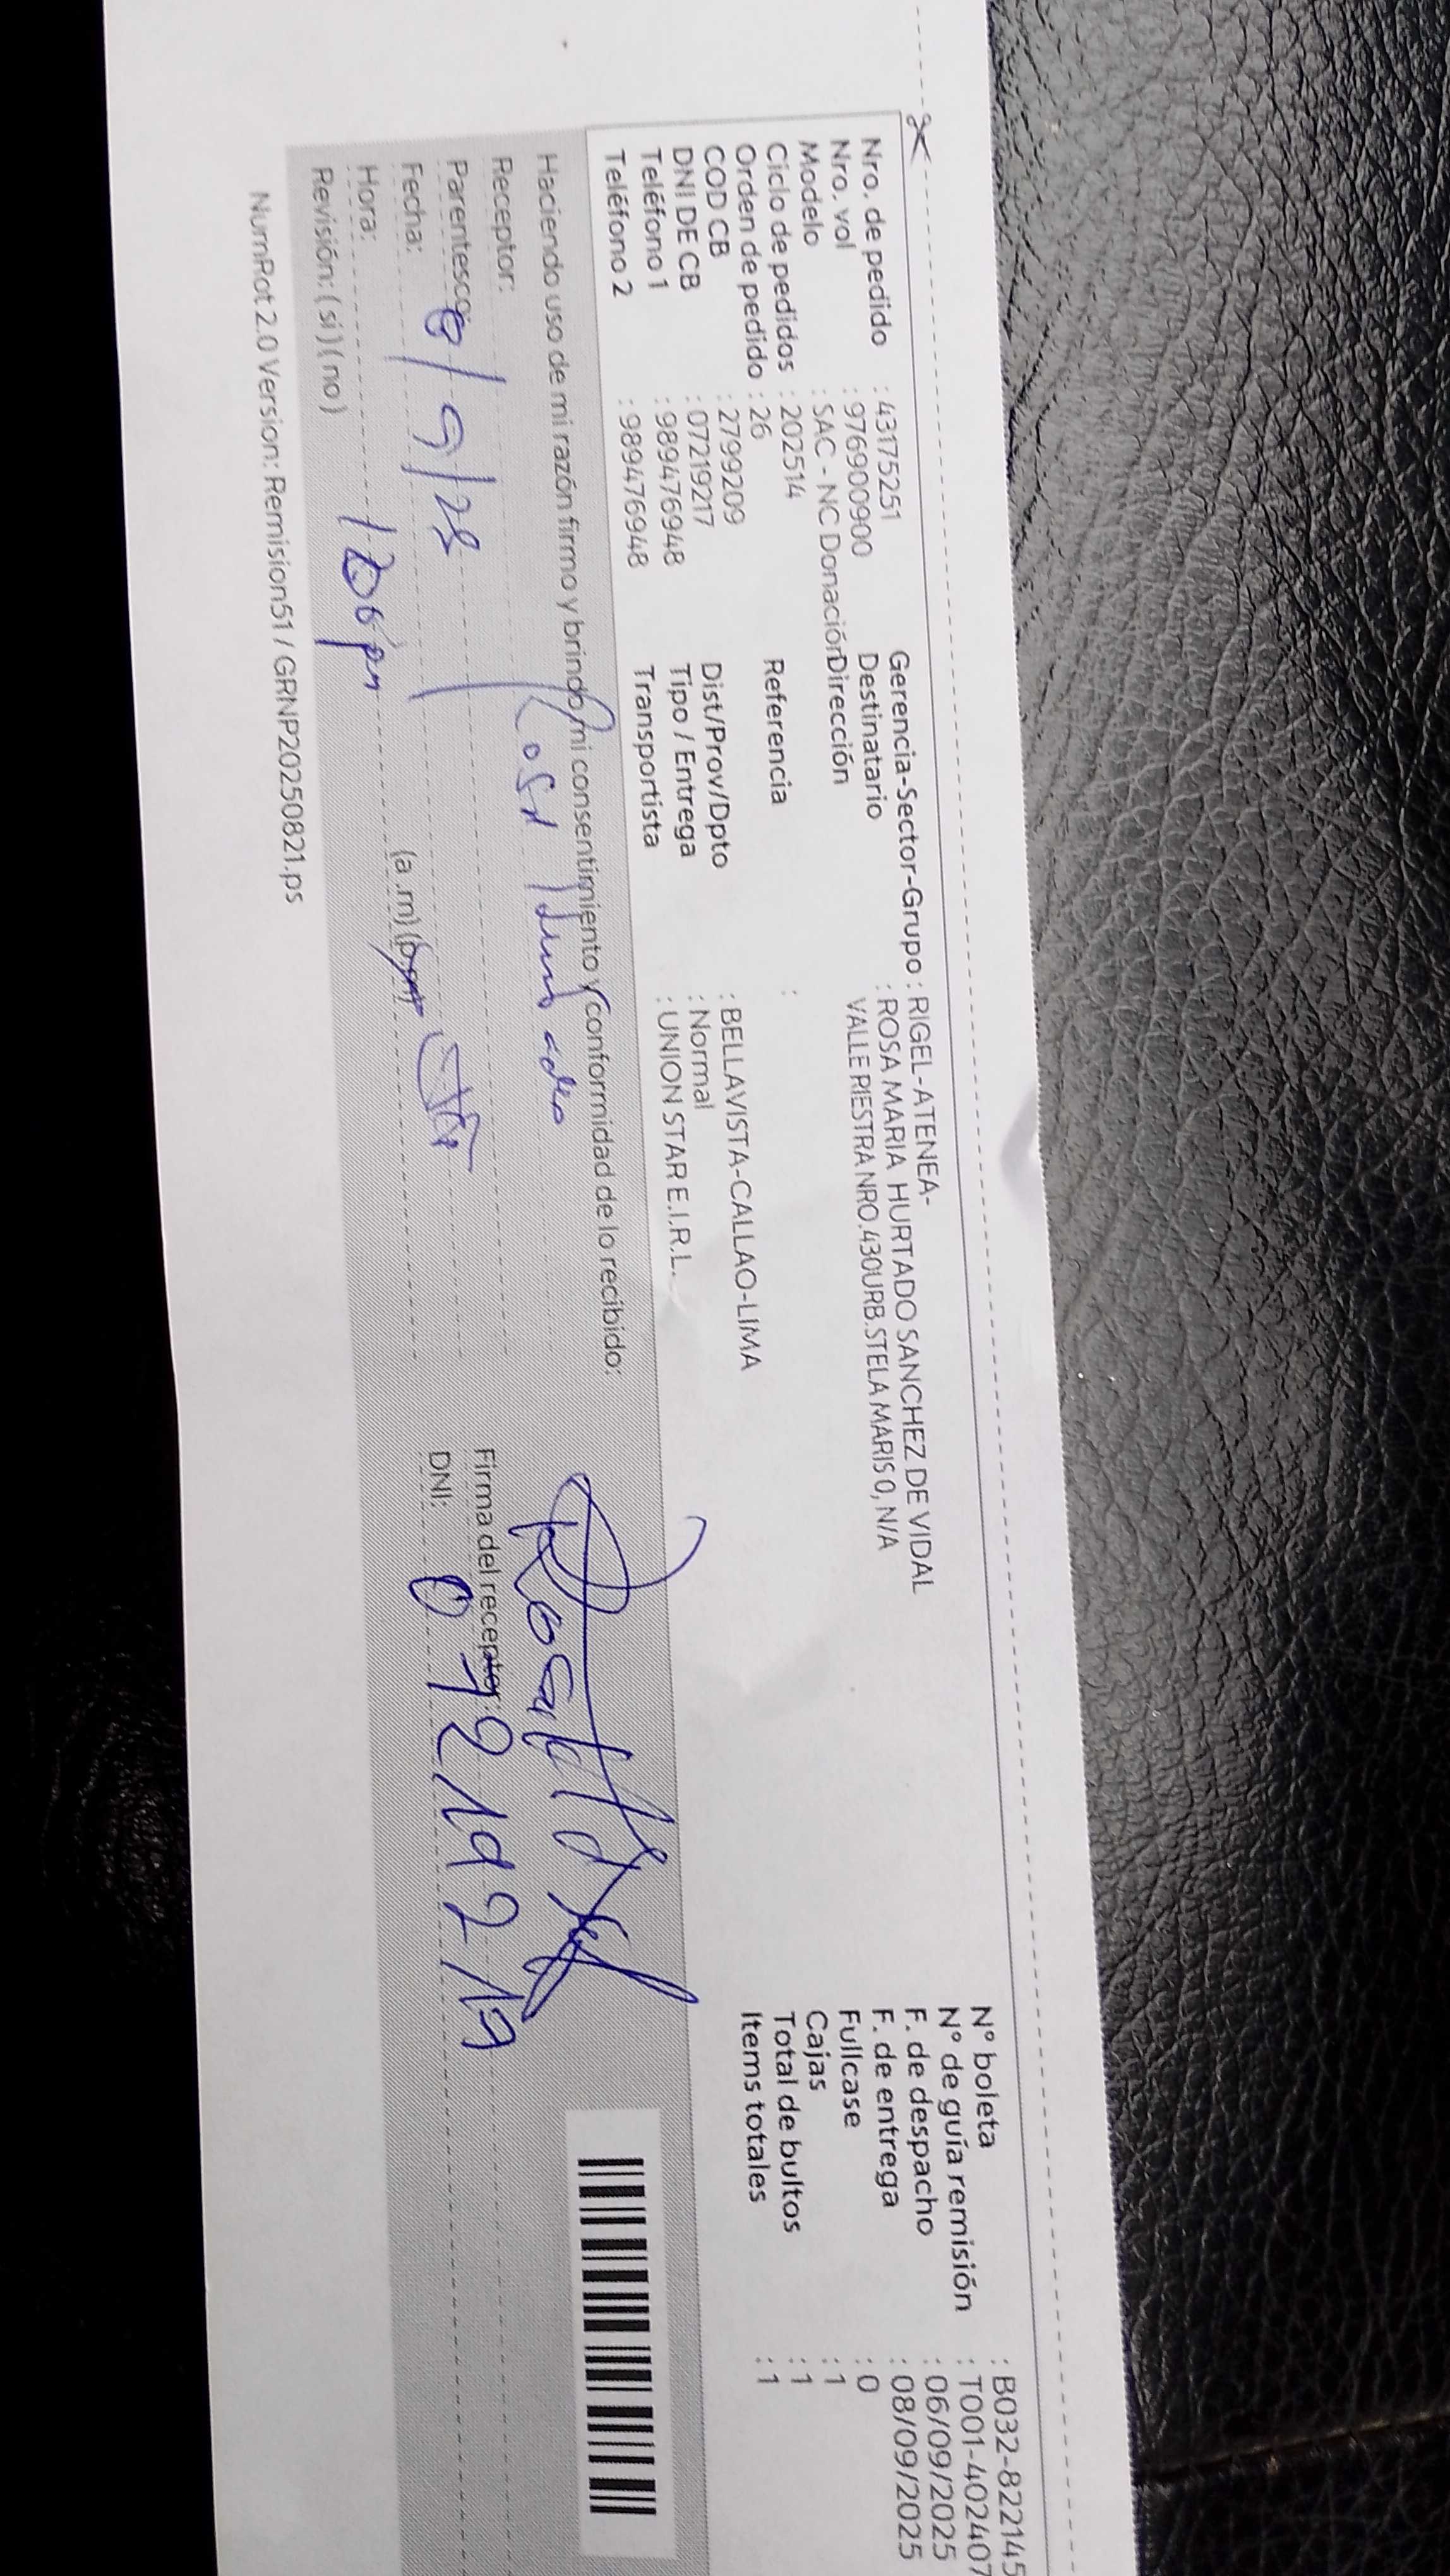 Nro. de pedido : 43175251
Nro. vol : 976900900
Modelo : SAC - NC Donación
Ciclo de pedidos : 202514
Orden de pedido : 26
COD CB : 2799209
DNI DE CB : 07219217
Teléfono 1 : 989476948
Teléfono 2 : 989476948
Gerencia-Sector-Grupo : RIGEL-ATENEA-
Destinatario : ROSA MARIA HURTADO SANCHEZ DE VIDAL
Dirección VALLE RIESTRA NRO.430URB.STELA MARIS 0, N/A
Referencia :
Dist/Prov/Dpto : BELLAVISTA-CALLAO-LIMA
Tipo / Entrega : Normal
Transportista : UNION STAR E.I.R.L.
N° boleta : B032-822145
N° de guía remisión : T001-402407
F. de despacho : 06/09/2025
F. de entrega : 08/09/2025
Fullcase : 0
Cajas : 1
Total de bultos : 1
Items totales : 1
Haciendo uso de mi razón firmo y brindo mi consentimiento y conformidad de lo recibido:
Receptor: Rosa
Parentesco:
Fecha: 8/9/25
Hora: (a.m) (p.m)
Revisión: ( si ) ( no )
Firma del receptor
DNI: 07219219
NumRot 2.0 Version: Remision51 / GRNP20250821.ps